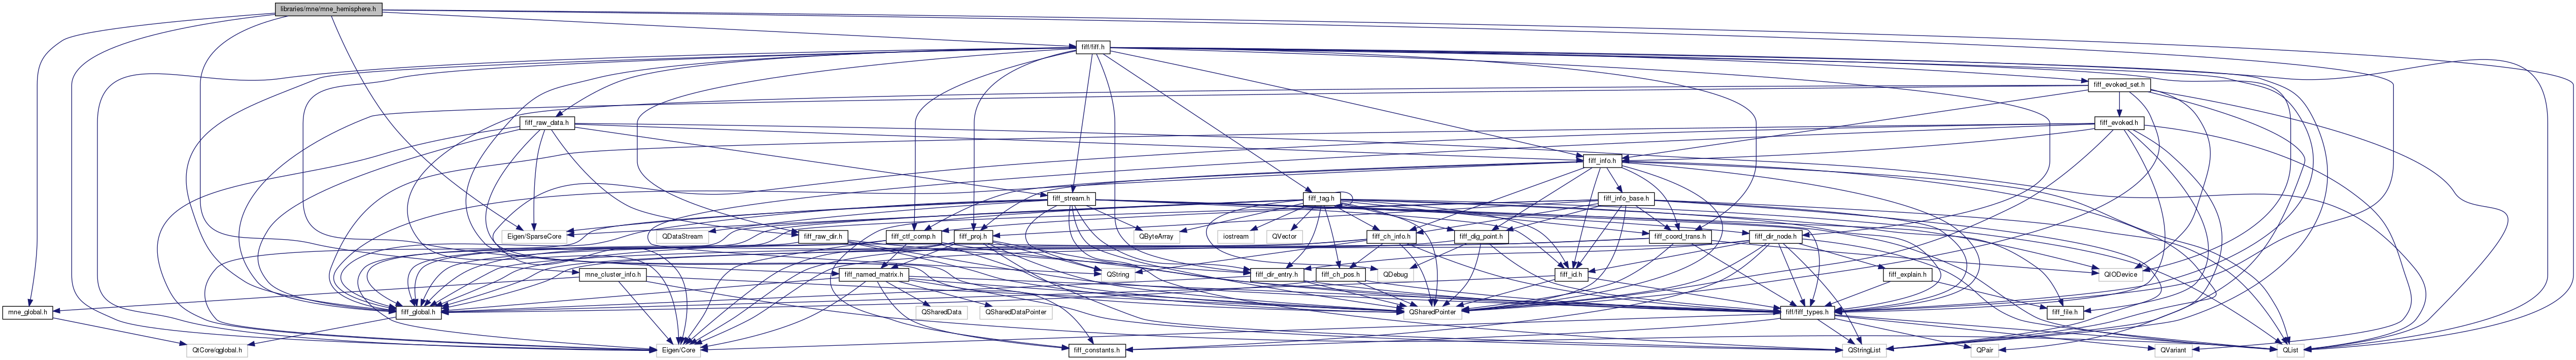 libraries/mne/mne_hemisphere.h
fiff/fiff.h
fiff_evoked_set.h
fiff_raw_data.h
fiff_evoked.h
fiff_info.h
fiff_stream.h
fiff_tag.h
fiff_info_base.h
Eigen/SparseCore
QDataStream
fiff_raw_dir.h
fiff_ctf_comp.h
fiff_proj.h
QByteArray
iostream
QVector
fiff_ch_info.h
fiff_dig_point.h
fiff_coord_trans.h
fiff_dir_node.h
mne_cluster_info.h
fiff_named_matrix.h
QString
fiff_dir_entry.h
fiff_ch_pos.h
QDebug
fiff_id.h
fiff_explain.h
QIODevice
mne_global.h
fiff_global.h
QSharedData
QSharedDataPointer
QSharedPointer
fiff/fiff_types.h
fiff_file.h
QtCore/qglobal.h
Eigen/Core
fiff_constants.h
QStringList
QPair
QVariant
QList